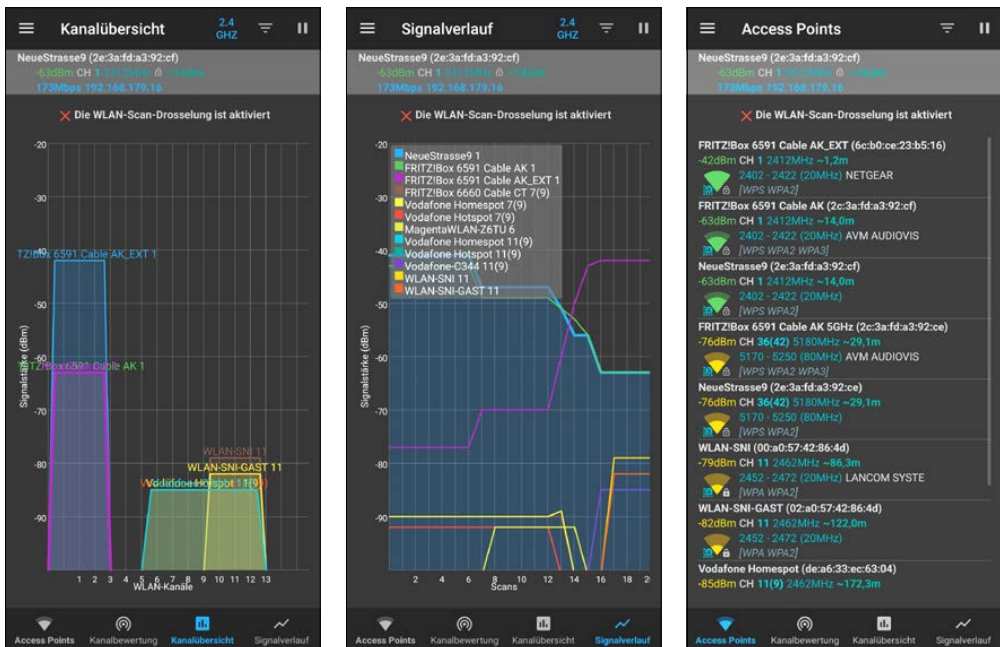 Kanalübersicht
2.4 GHZ
NeueStrasse9 (2e:3a:fd:a3:92:cf)
-63dBm CH 1 2412MHz
173Mbps 192.168.179.16
Die WLAN-Scan-Drosselung ist aktiviert
-20
-30
-40
TZ!Box 6591 Cable AK_EXT 1
-50
-60
Box 6591 Cable AK 1
-70
-80
WLAN-SNI 11
WLAN-SNI-GAST 11
-90
Signalstärke (dBm)
1 2 3 4 5 6 7 8 9 10 11 12 13
WLAN-Kanäle
Access Points Kanalbewertung Kanalübersicht Signalverlauf
Signalverlauf
2.4 GHZ
NeueStrasse9 (2e:3a:fd:a3:92:cf)
-63dBm CH 1 2412MHz
173Mbps 192.168.179.16
Die WLAN-Scan-Drosselung ist aktiviert
-20
NeueStrasse9 1
FRITZ!Box 6591 Cable AK 1
FRITZ!Box 6591 Cable AK_EXT 1
FRITZ!Box 6660 Cable CT 7(9)
Vodafone Homespot 7(9)
Vodafone Hotspot 7(9)
MagentaWLAN-Z6TU 6
Vodafone Homespot 11(9)
Vodafone Hotspot 11(9)
Vodafone-C344 11(9)
WLAN-SNI 11
WLAN-SNI-GAST 11
-30
-40
-50
-60
-70
-80
-90
Signalstärke (dBm)
2 4 6 8 10 12 14 16 18
Scans
Access Points Kanalbewertung Kanalübersicht Signalverlauf
Access Points
NeueStrasse9 (2e:3a:fd:a3:92:cf)
-63dBm CH 1 2412MHz
173Mbps 192.168.179.16
Die WLAN-Scan-Drosselung ist aktiviert
FRITZ!Box 6591 Cable AK_EXT (6c:b0:ce:23:b5:16)
-42dBm CH 1 2412MHz ~1,2m
2402 - 2422 (20MHz) NETGEAR
[WPS WPA2]
FRITZ!Box 6591 Cable AK (2c:3a:fd:a3:92:cf)
-63dBm CH 1 2412MHz ~14,0m
2402 - 2422 (20MHz) AVM AUDIOVIS
[WPS WPA2 WPA3]
NeueStrasse9 (2e:3a:fd:a3:92:cf)
-63dBm CH 1 2412MHz ~14,0m
2402 - 2422 (20MHz)
[WPS WPA2]
FRITZ!Box 6591 Cable AK 5GHz (2c:3a:fd:a3:92:ce)
-76dBm CH 36(42) 5180MHz ~29,1m
5170 - 5250 (80MHz) AVM AUDIOVIS
[WPS WPA2 WPA3]
NeueStrasse9 (2e:3a:fd:a3:92:ce)
-76dBm CH 36(42) 5180MHz ~29,1m
5170 - 5250 (80MHz)
[WPS WPA2]
WLAN-SNI (00:a0:57:42:86:4d)
-79dBm CH 11 2462MHz ~86,3m
2452 - 2472 (20MHz) LANCOM SYSTE
[WPA WPA2]
WLAN-SNI-GAST (02:a0:57:42:86:4d)
-82dBm CH 11 2462MHz ~122,0m
2452 - 2472 (20MHz)
[WPA WPA2]
Vodafone Homespot (de:a6:33:ec:63:04)
-85dBm CH 11(9) 2462MHz ~172,3m
Access Points Kanalbewertung Kanalübersicht Signalverlauf